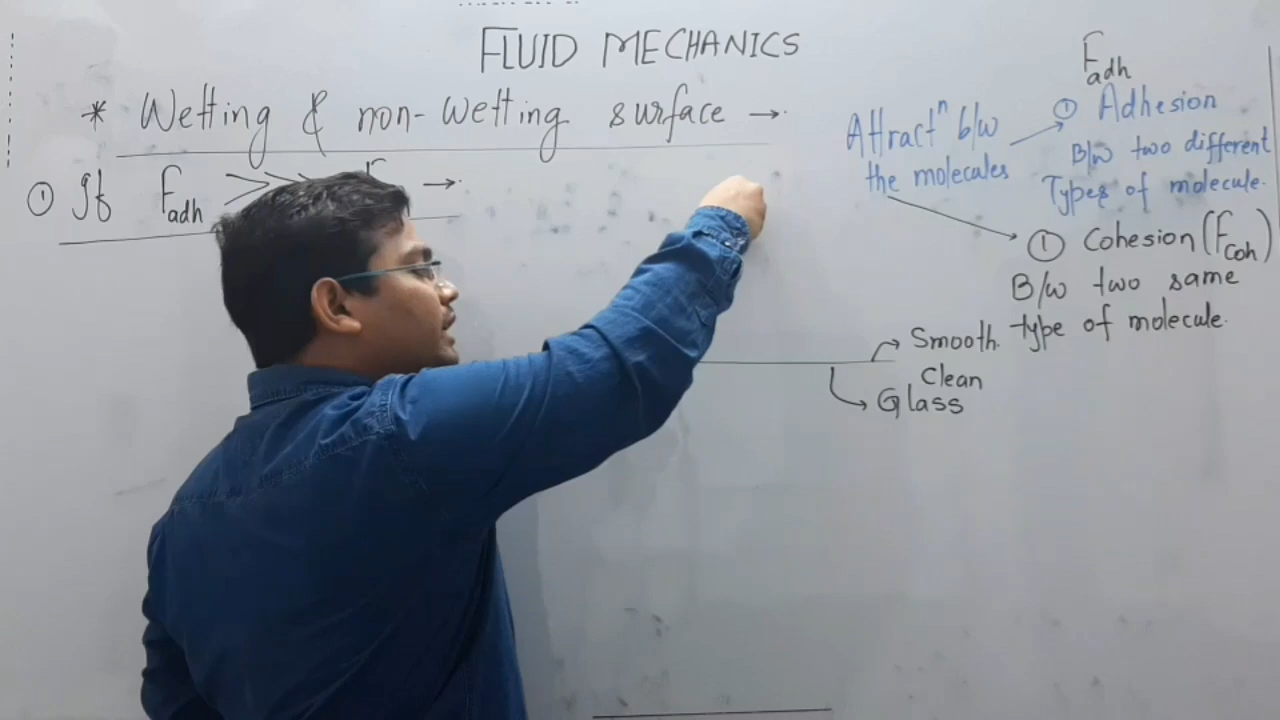 FLUID MECHANICS
* Wetting & non-wetting surface →
① If F_adh >>
Attractⁿ b/w
the molecules
F_adh
① Adhesion
B/w two different
Types of molecule.
① Cohesion (F_coh)
B/w two same
type of molecule.
Smooth
Clean
Glass